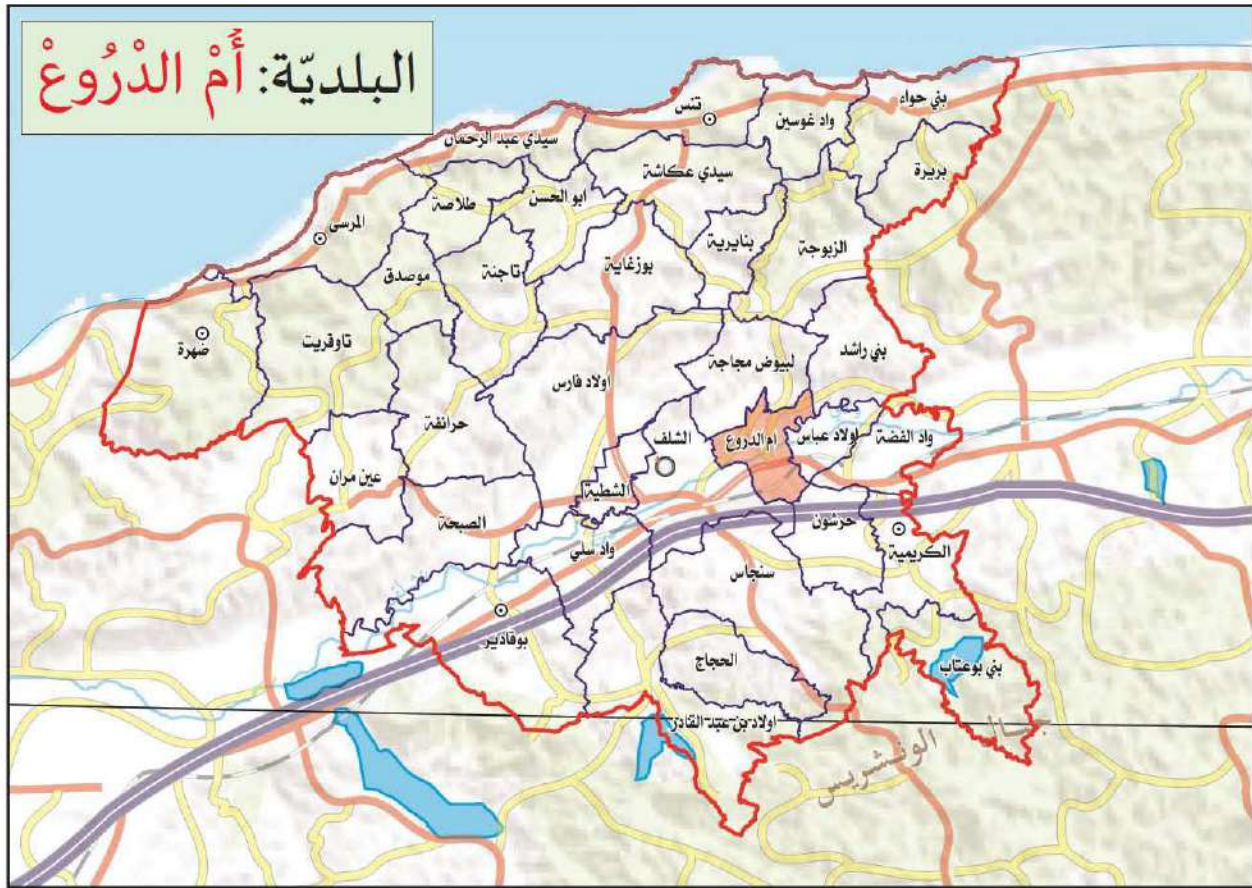 البلديّة: أَمْ الدْرُوعْ
بني حواء
تنس
واد غوسين
سيدي عبد الرحمان
بريرة
سيدي عكاشة
ابو الحسن
طلاصة
المرسى
بنايرية
الزبوجة
بوزغاية
تاجنة
موصدق
ضهرة
تاوقريت
بني راشد
لبيوض مجاجة
اولاد فارس
حرانفة
ام الدروع
اولاد عباس
واد الفضة
الشلف
عين مران
الشطية
الصبحة
حرشون
الكريمية
واد سلي
سنجاس
بوقادير
الحجاج
بني بوعتاب
اولاد بن عبد القادر
جبال الونشريس